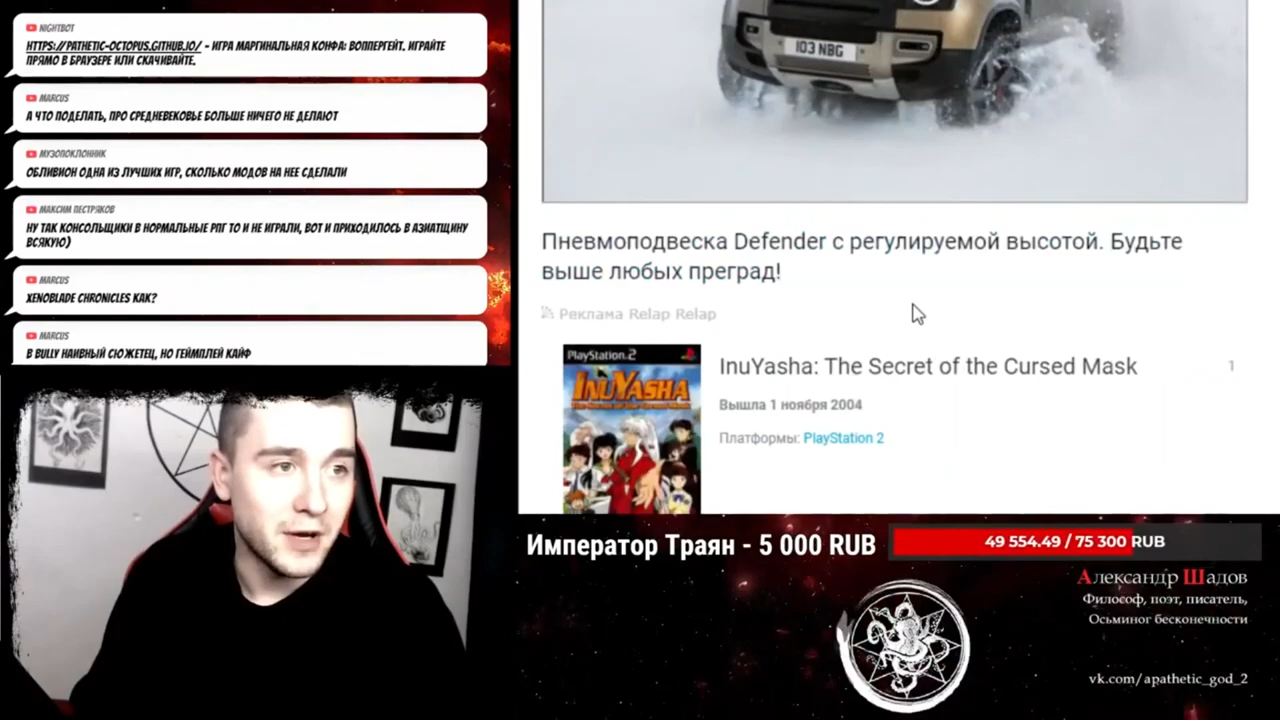 NIGHTBOT
HTTPS://PATHETIC-OCTOPUS.GITHUB.IO/ - ИГРА МАРГИНАЛЬНАЯ КОНФА: ВОППЕРГЕЙТ. ИГРАЙТЕ
ПРЯМО В БРАУЗЕРЕ ИЛИ СКАЧИВАЙТЕ.
MARCUS
А ЧТО ПОДЕЛАТЬ, ПРО СРЕДНЕВЕКОВЬЕ БОЛЬШЕ НИЧЕГО НЕ ДЕЛАЮТ
МУЗОПОКЛОННИК
ОБЛИВИОН ОДНА ИЗ ЛУЧШИХ ИГР, СКОЛЬКО МОДОВ НА НЕЕ СДЕЛАЛИ
МАКСИМ ПЕСТРЯКОВ
НУ ТАК КОНСОЛЬЩИКИ В НОРМАЛЬНЫЕ РПГ ТО И НЕ ИГРАЛИ, ВОТ И ПРИХОДИЛОСЬ В АЗИАТЩИНУ
ВСЯКУЮ)
MARCUS
XENOBLADE CHRONICLES КАК?
MARCUS
В BULLY НАИВНЫЙ СЮЖЕТЕЦ, НО ГЕЙМПЛЕЙ КАЙФ
103 NBG
Пневмоподвеска Defender с регулируемой высотой. Будьте
выше любых преград!
Реклама Relap Relap
PlayStation 2
INUYASHA
InuYasha: The Secret of the Cursed Mask
1
Вышла 1 ноября 2004
Платформы: PlayStation 2
Император Траян - 5 000 RUB
49 554.49 / 75 300 RUB
Александр Шадов
Философ, поэт, писатель,
Осьминог бесконечности
vk.com/apathetic_god_2